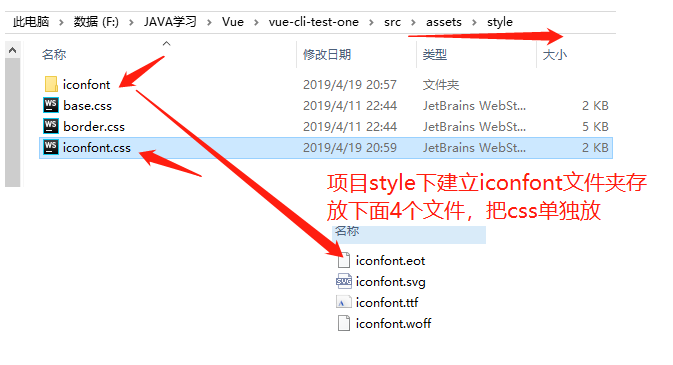 此电脑 > 数据 (F:) > JAVA学习 > Vue > vue-cli-test-one > src > assets > style
名称 修改日期 类型 大小
iconfont 2019/4/19 20:57 文件夹
base.css 2019/4/11 22:44 JetBrains WebSt... 2 KB
border.css 2019/4/11 22:44 JetBrains WebSt... 5 KB
iconfont.css 2019/4/19 20:59 JetBrains WebSt... 2 KB
项目style下建立iconfont文件夹存
放下面4个文件，把css单独放
名称
iconfont.eot
iconfont.svg
iconfont.ttf
iconfont.woff